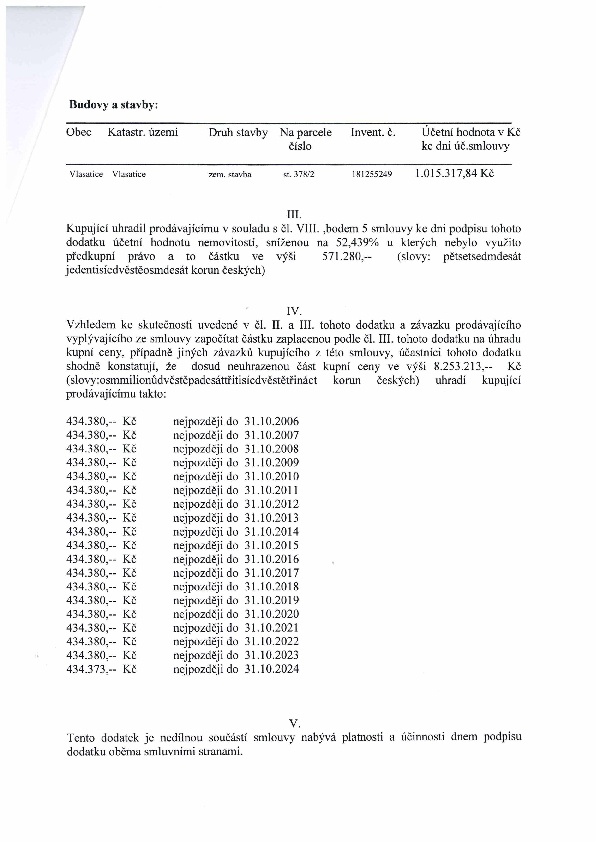 Budovy a stavby:
Obec Katastr. území Druh stavby Na parcele Invent. č. Účetní hodnota v Kč
číslo ke dni úč.smlouvy
Vlasatice Vlasatice zem. stavba st. 378/2 181255249 1.015.317,84 Kč
III.
Kupující uhradil prodávajícímu v souladu s čl. VIII. ,bodem 5 smlouvy ke dni podpisu tohoto
dodatku účetní hodnotu nemovitostí, sníženou na 52,439% u kterých nebylo využito
předkupní právo a to částku ve výši 571.280,-- (slovy: pětsetsedmdesát
jedentisícdvěstěosmdesát korun českých)
IV.
Vzhledem ke skutečnosti uvedené v čl. II. a III. tohoto dodatku a závazku prodávajícího
vyplývajícího ze smlouvy započítat částku zaplacenou podle čl. III. tohoto dodatku na úhradu
kupní ceny, případně jiných závazků kupujícího z této smlouvy, účastníci tohoto dodatku
shodně konstatují, že dosud neuhrazenou část kupní ceny ve výši 8.253.213,-- Kč
(slovy:osmmilionůdvěstěpadesáttřitisícdvěstětřináct korun českých) uhradí kupující
prodávajícímu takto:
434.380,-- Kč nejpozději do 31.10.2006
434.380,-- Kč nejpozději do 31.10.2007
434.380,-- Kč nejpozději do 31.10.2008
434.380,-- Kč nejpozději do 31.10.2009
434.380,-- Kč nejpozději do 31.10.2010
434.380,-- Kč nejpozději do 31.10.2011
434.380,-- Kč nejpozději do 31.10.2012
434.380,-- Kč nejpozději do 31.10.2013
434.380,-- Kč nejpozději do 31.10.2014
434.380,-- Kč nejpozději do 31.10.2015
434.380,-- Kč nejpozději do 31.10.2016
434.380,-- Kč nejpozději do 31.10.2017
434.380,-- Kč nejpozději do 31.10.2018
434.380,-- Kč nejpozději do 31.10.2019
434.380,-- Kč nejpozději do 31.10.2020
434.380,-- Kč nejpozději do 31.10.2021
434.380,-- Kč nejpozději do 31.10.2022
434.380,-- Kč nejpozději do 31.10.2023
434.373,-- Kč nejpozději do 31.10.2024
V.
Tento dodatek je nedílnou součástí smlouvy nabývá platnosti a účinnosti dnem podpisu
dodatku oběma smluvními stranami.